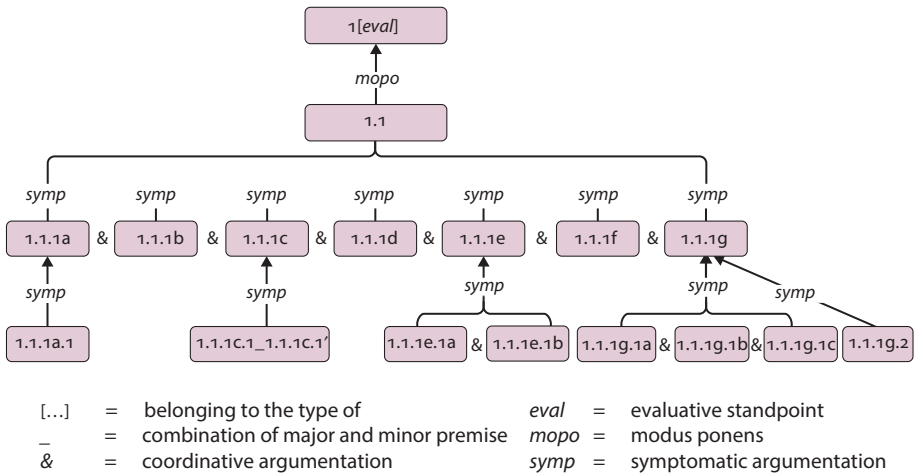 1[eval]
mopo
1.1
symp symp symp symp symp symp symp
1.1.1a & 1.1.1b & 1.1.1c & 1.1.1d & 1.1.1e & 1.1.1f & 1.1.1g
symp symp symp symp symp
1.1.1a.1 1.1.1c.1_1.1.1c.1′ 1.1.1e.1a & 1.1.1e.1b 1.1.1g.1a & 1.1.1g.1b & 1.1.1g.1c 1.1.1g.2
[...] = belonging to the type of eval = evaluative standpoint
_ = combination of major and minor premise mopo = modus ponens
& = coordinative argumentation symp = symptomatic argumentation